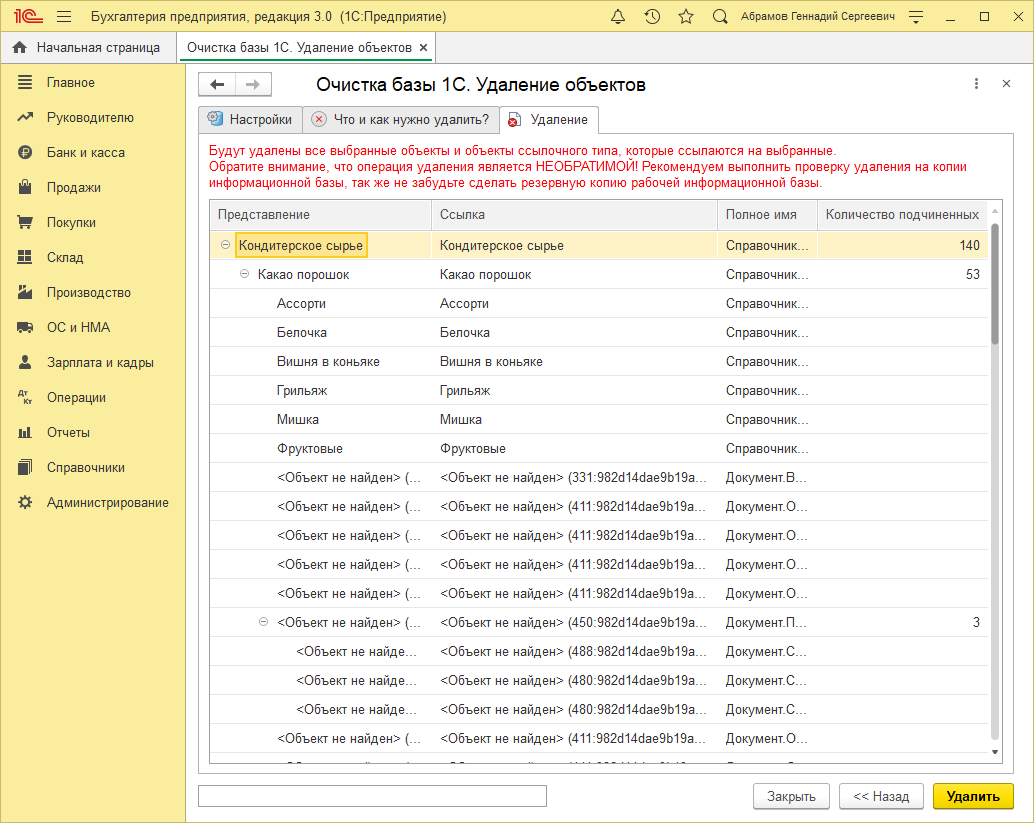 1С Бухгалтерия предприятия, редакция 3.0 (1С:Предприятие) Абрамов Геннадий Сергеевич
Начальная страница Очистка базы 1С. Удаление объектов ×
Главное
Руководителю
Банк и касса
Продажи
Покупки
Склад
Производство
ОС и НМА
Зарплата и кадры
Дт Кт Операции
Отчеты
Справочники
Администрирование
Очистка базы 1С. Удаление объектов
Настройки Что и как нужно удалить? Удаление
Будут удалены все выбранные объекты и объекты ссылочного типа, которые ссылаются на выбранные.
Обратите внимание, что операция удаления является НЕОБРАТИМОЙ! Рекомендуем выполнить проверку удаления на копии
информационной базы, так же не забудьте сделать резервную копию рабочей информационной базы.
Представление Ссылка Полное имя Количество подчиненных
Кондитерское сырье Кондитерское сырье Справочник... 140
Какао порошок Какао порошок Справочник... 53
Ассорти Ассорти Справочник...
Белочка Белочка Справочник...
Вишня в коньяке Вишня в коньяке Справочник...
Грильяж Грильяж Справочник...
Мишка Мишка Справочник...
Фруктовые Фруктовые Справочник...
<Объект не найден> (... <Объект не найден> (331:982d14dae9b19a... Документ.В...
<Объект не найден> (... <Объект не найден> (411:982d14dae9b19a... Документ.О...
<Объект не найден> (... <Объект не найден> (411:982d14dae9b19a... Документ.О...
<Объект не найден> (... <Объект не найден> (411:982d14dae9b19a... Документ.О...
<Объект не найден> (... <Объект не найден> (411:982d14dae9b19a... Документ.О...
<Объект не найден> (... <Объект не найден> (450:982d14dae9b19a... Документ.П... 3
<Объект не найде... <Объект не найден> (488:982d14dae9b19a... Документ.С...
<Объект не найде... <Объект не найден> (480:982d14dae9b19a... Документ.С...
<Объект не найде... <Объект не найден> (480:982d14dae9b19a... Документ.С...
<Объект не найден> (... <Объект не найден> (411:982d14dae9b19a... Документ.О...
Закрыть << Назад Удалить